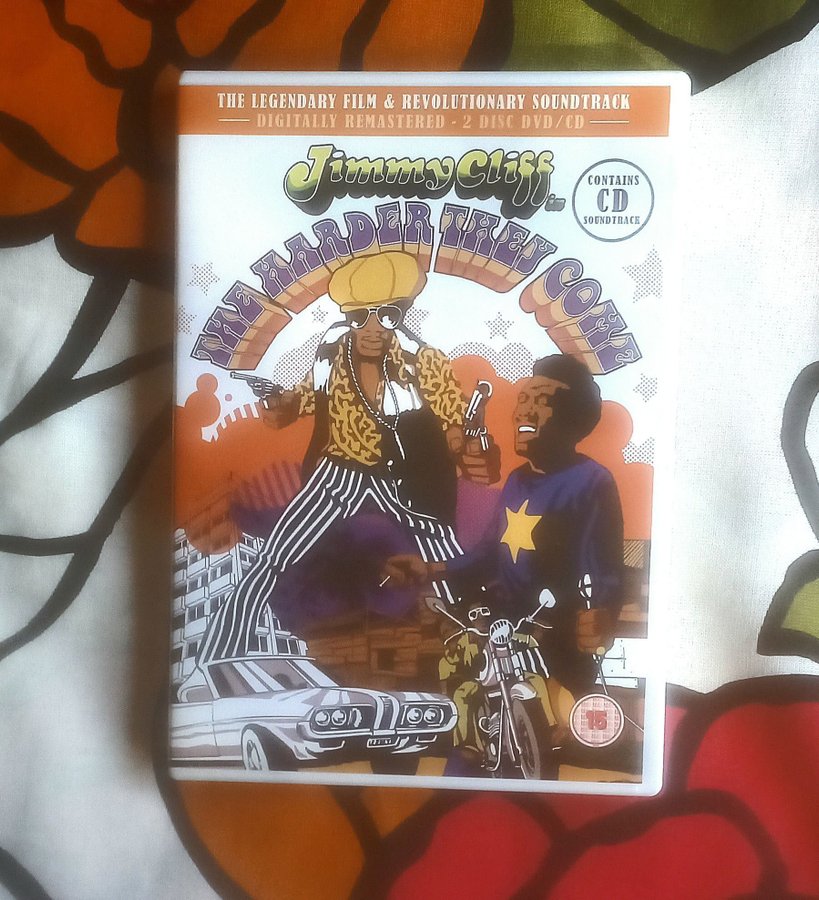 THE LEGENDARY FILM & REVOLUTIONARY SOUNDTRACK
DIGITALLY REMASTERED - 2 DISC DVD/CD
Jimmy Cliff
in
CONTAINS
CD
SOUNDTRACK
THE HARDER THEY COME
15